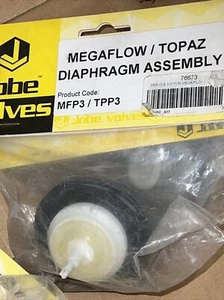 MEGAFLOW / TOPAZ
DIAPHRAGM ASSEMBLY
Product Code:
MFP3 / TPP3
76673
Jobe valves
Jobe
valves